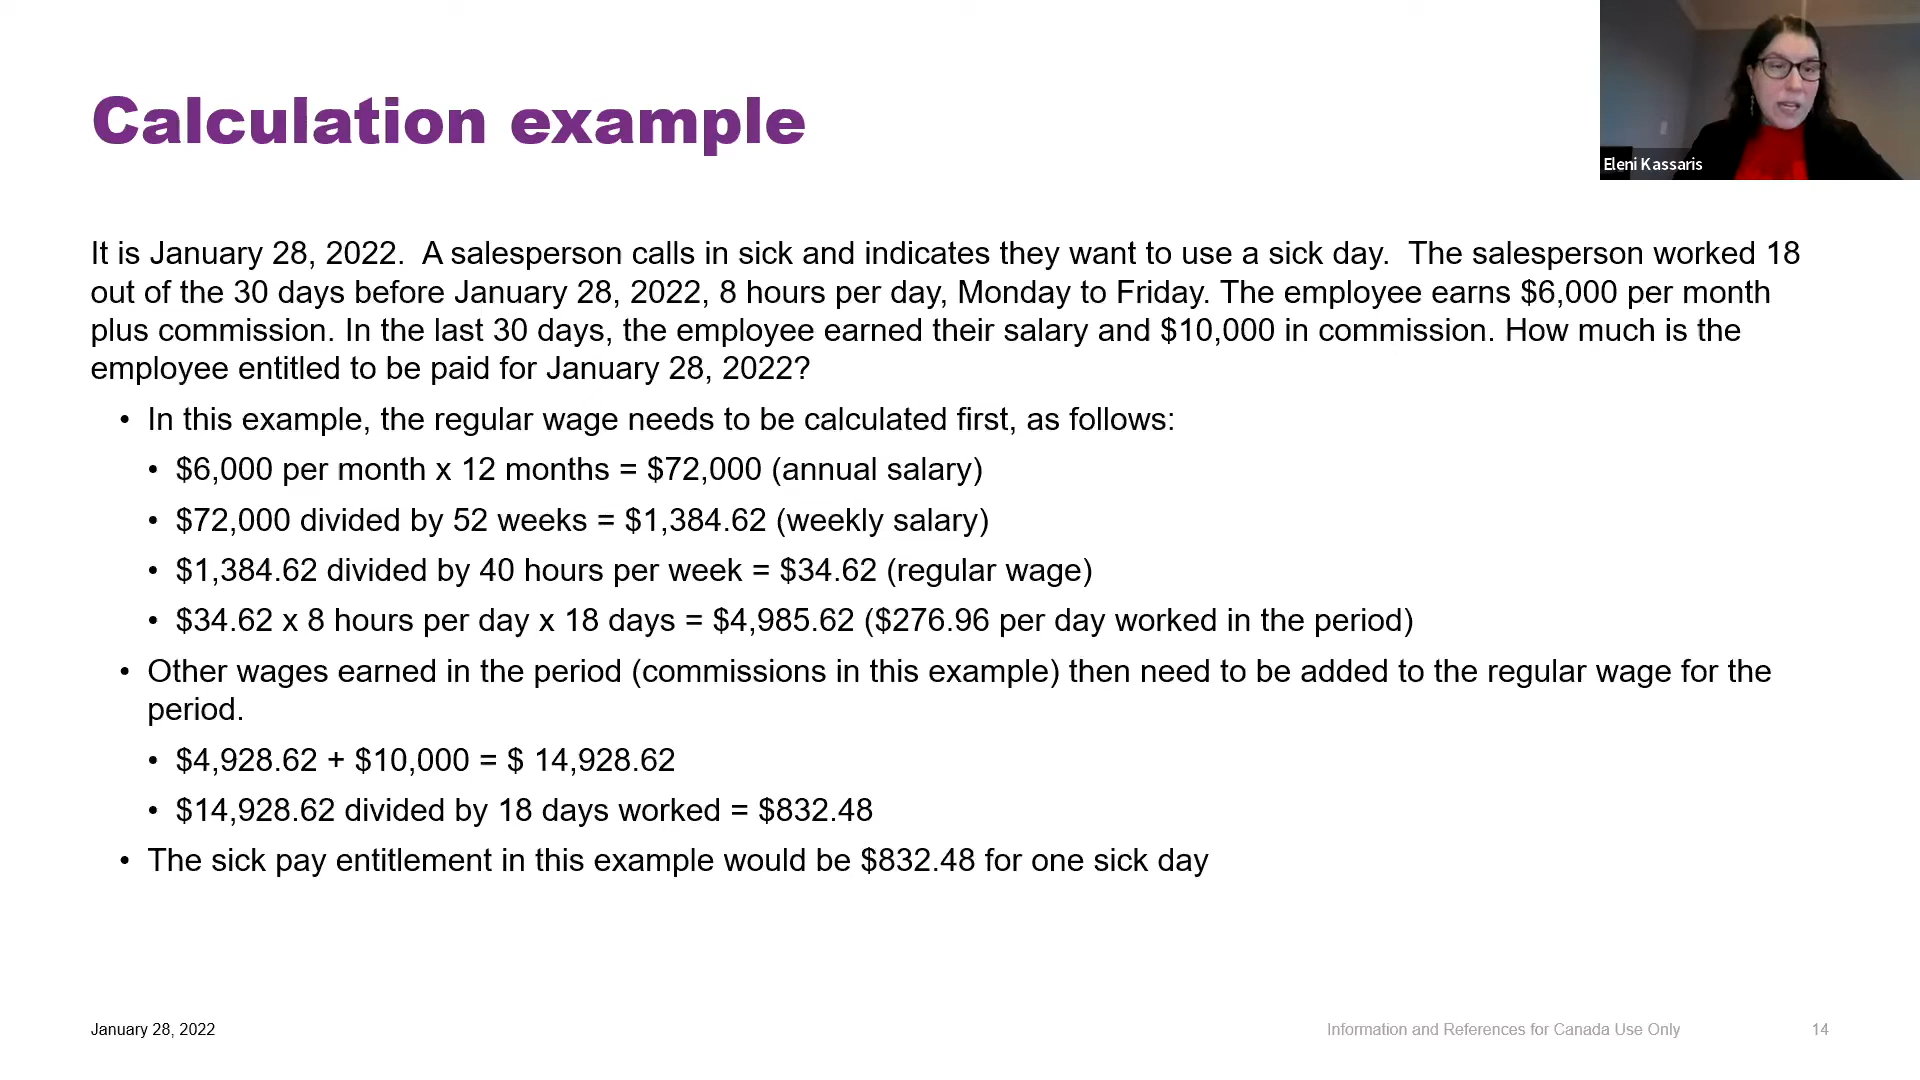 Calculation example
Eleni Kassaris
It is January 28, 2022.  A salesperson calls in sick and indicates they want to use a sick day.  The salesperson worked 18
out of the 30 days before January 28, 2022, 8 hours per day, Monday to Friday. The employee earns $6,000 per month
plus commission. In the last 30 days, the employee earned their salary and $10,000 in commission. How much is the
employee entitled to be paid for January 28, 2022?
• In this example, the regular wage needs to be calculated first, as follows:
• $6,000 per month x 12 months = $72,000 (annual salary)
• $72,000 divided by 52 weeks = $1,384.62 (weekly salary)
• $1,384.62 divided by 40 hours per week = $34.62 (regular wage)
• $34.62 x 8 hours per day x 18 days = $4,985.62 ($276.96 per day worked in the period)
• Other wages earned in the period (commissions in this example) then need to be added to the regular wage for the
period.
• $4,928.62 + $10,000 = $ 14,928.62
• $14,928.62 divided by 18 days worked = $832.48
• The sick pay entitlement in this example would be $832.48 for one sick day
January 28, 2022
Information and References for Canada Use Only
14